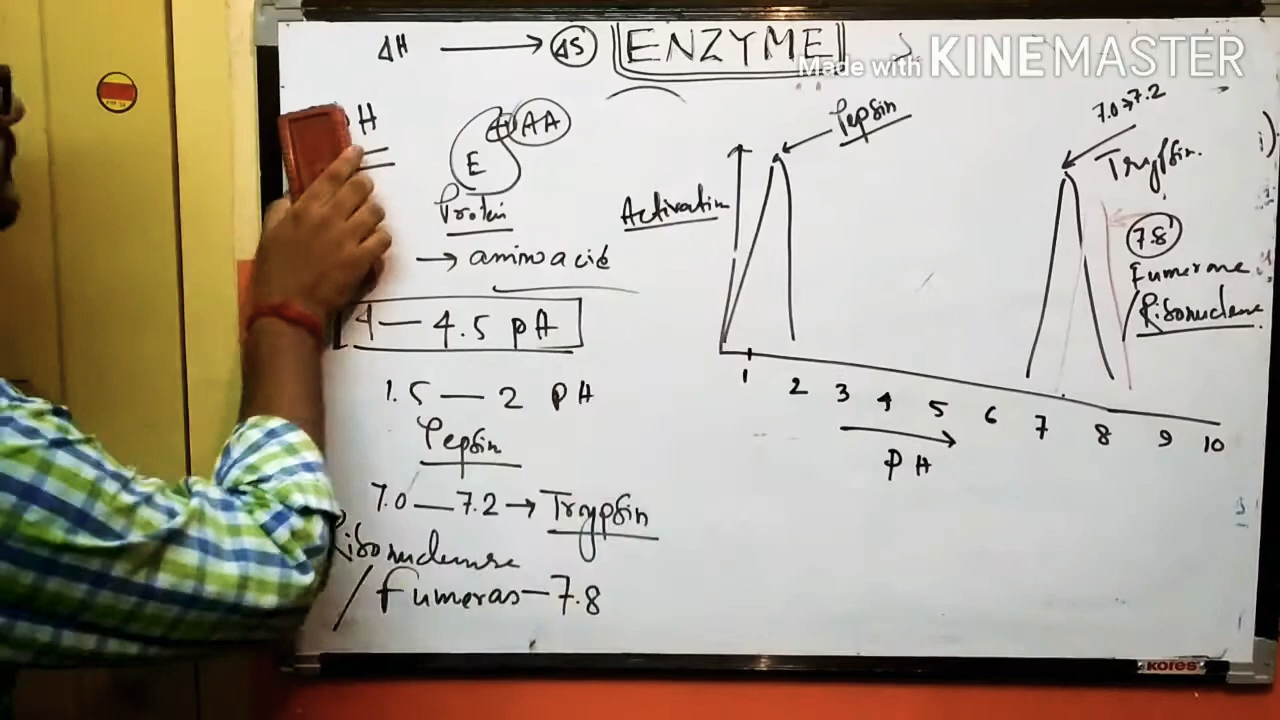 ΔH → ΔS ENZYME
Made with KINEMASTER
H
E + AA
Protein
→ amino acid
4 — 4.5 pH
1.5 — 2 PH
Pepsin
7.0 — 7.2 → Trypsin
Ribonuclease
/ fumeras — 7.8
Activation
Pepsin
7.0 > 7.2
Trypsin.
7.8
Fumerase
/ Ribonuclease
1 2 3 4 5 6 7 8 9 10
→
PH
i)
kores